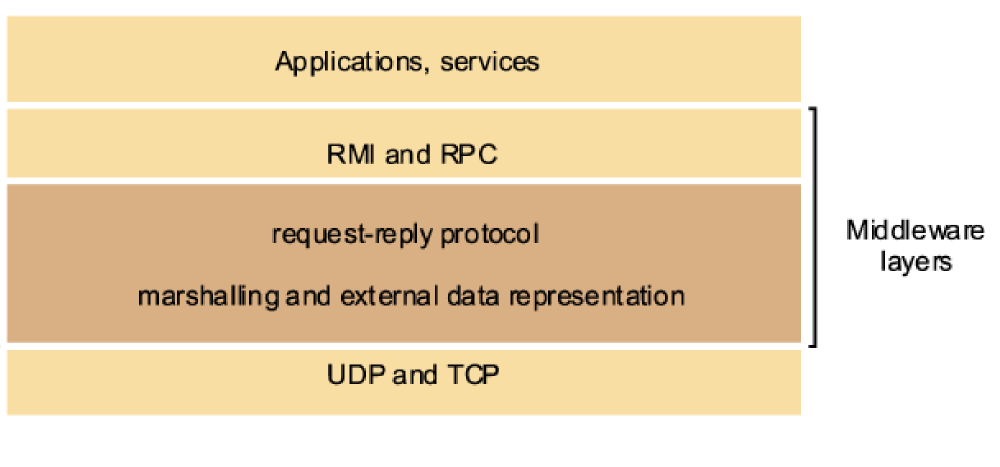 Applications, services
RMI and RPC
request-reply protocol
marshalling and external data representation
UDP and TCP
Middleware
layers